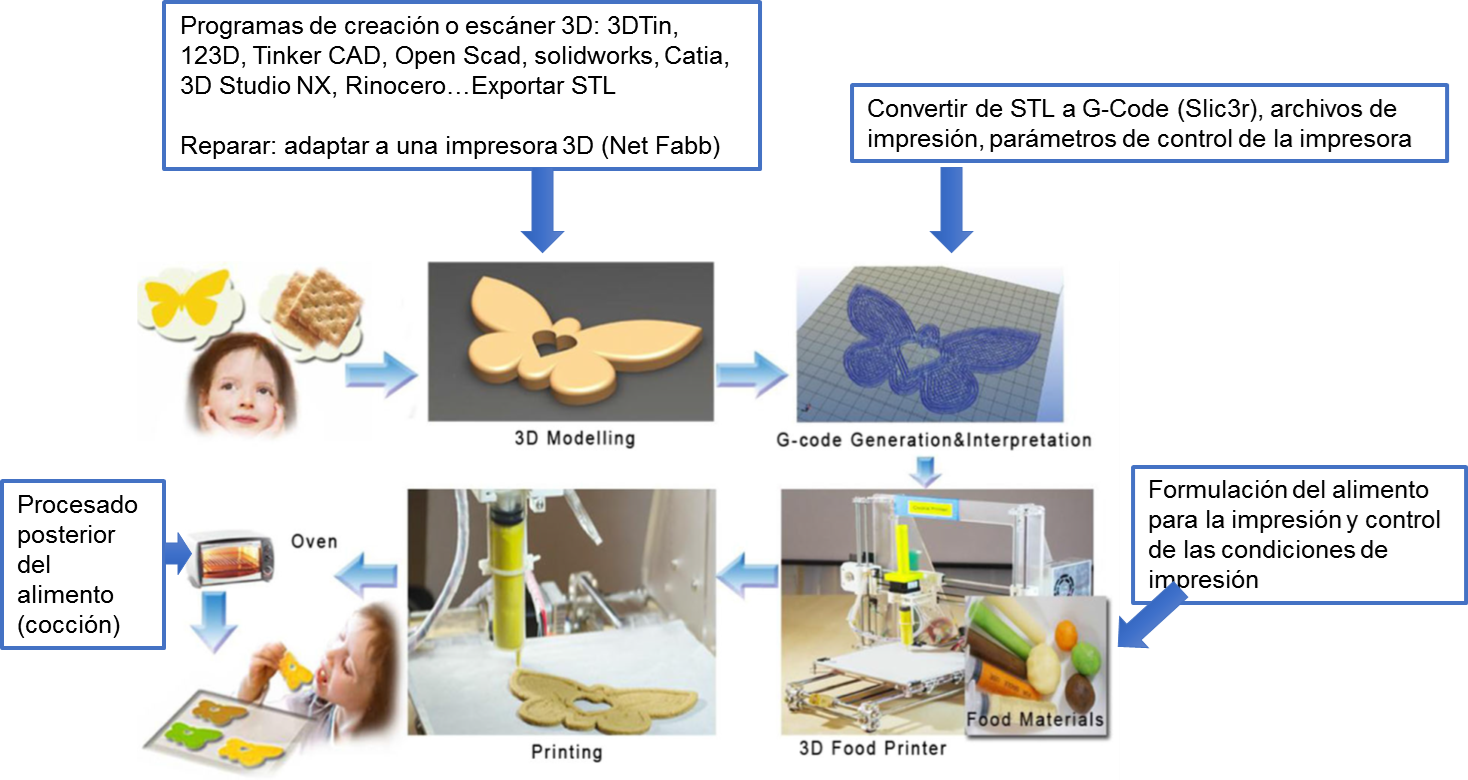 Programas de creación o escáner 3D: 3DTin,
123D, Tinker CAD, Open Scad, solidworks, Catia,
3D Studio NX, Rinocero…Exportar STL
Reparar: adaptar a una impresora 3D (Net Fabb)
Convertir de STL a G-Code (Slic3r), archivos de
impresión, parámetros de control de la impresora
3D Modelling
G-code Generation&Interpretation
Procesado
posterior
del
alimento
(cocción)
Oven
Printing
3D Food Printer
Food Materials
Formulación del alimento
para la impresión y control
de las condiciones de
impresión